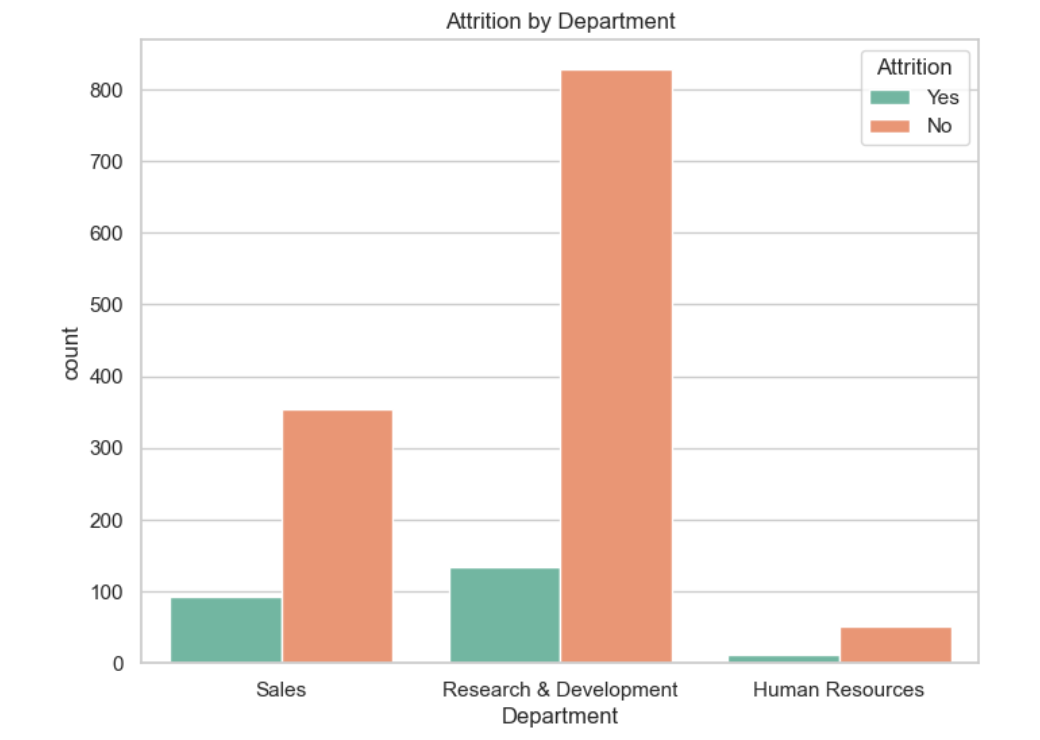 Attrition by Department
Attrition
Yes
No
800
700
600
500
400
300
200
100
0
count
Sales
Research & Development
Human Resources
Department